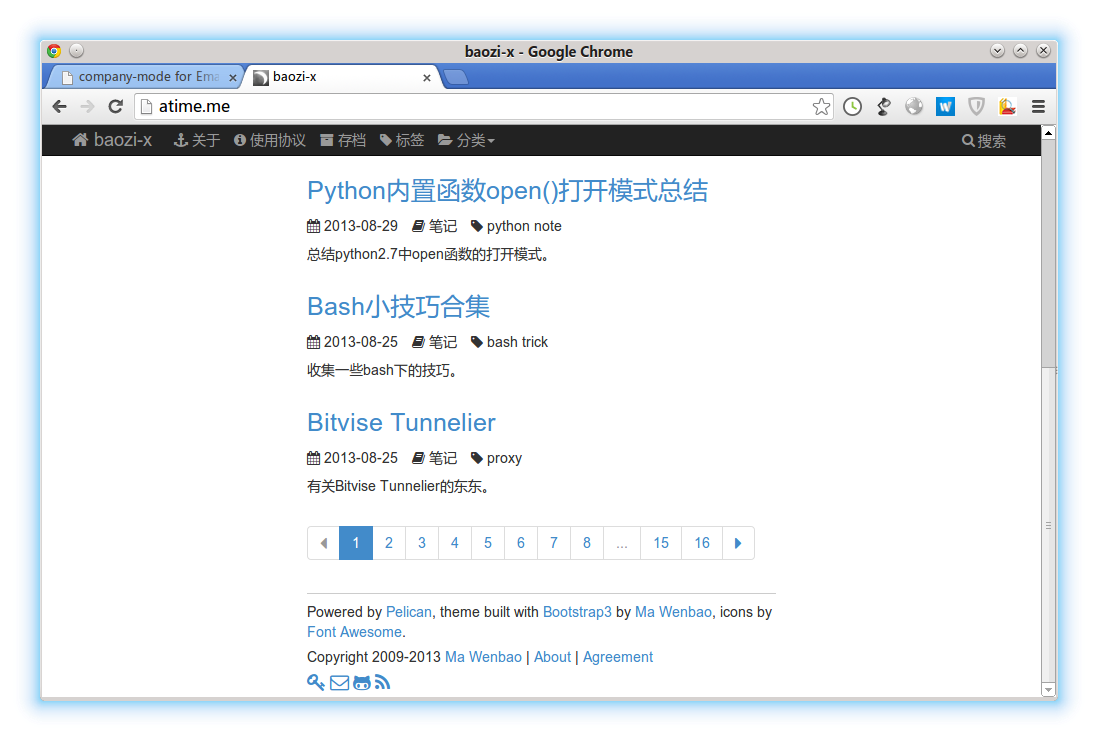 baozi-x - Google Chrome
company-mode for Ema
baozi-x
atime.me
baozi-x 关于 使用协议 存档 标签 分类 搜索
Python内置函数open()打开模式总结
2013-08-29 笔记 python note
总结python2.7中open函数的打开模式。
Bash小技巧合集
2013-08-25 笔记 bash trick
收集一些bash下的技巧。
Bitvise Tunnelier
2013-08-25 笔记 proxy
有关Bitvise Tunnelier的东东。
1 2 3 4 5 6 7 8 ... 15 16
Powered by Pelican, theme built with Bootstrap3 by Ma Wenbao, icons by
Font Awesome.
Copyright 2009-2013 Ma Wenbao | About | Agreement